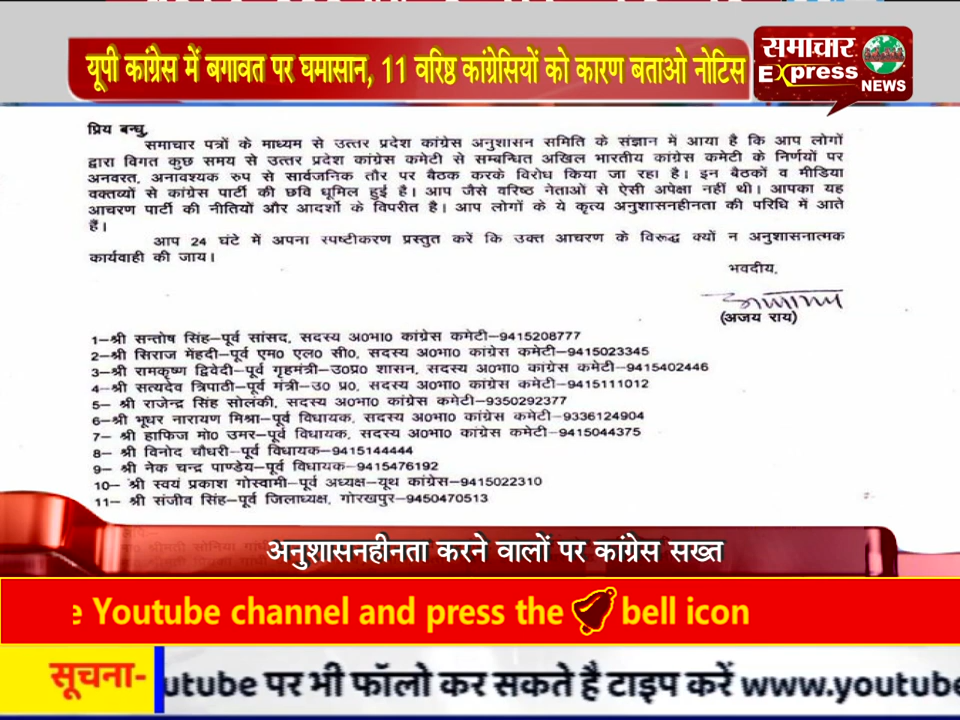 यूपी कांग्रेस में बगावत पर घमासान, 11 वरिष्ठ कांग्रेसियों को कारण बताओ नोटिस
समाचार
Express
NEWS
प्रिय बन्धु,
समाचार पत्रों के माध्यम से उत्तर प्रदेश कांग्रेस अनुशासन समिति के संज्ञान में आया है कि आप लोगों
द्वारा विगत कुछ समय से उत्तर प्रदेश कांग्रेस कमेटी से सम्बन्धित अखिल भारतीय कांग्रेस कमेटी के निर्णयों पर
अनवरत, अनावश्यक रुप से सार्वजनिक तौर पर बैठक करके विरोध किया जा रहा है। इन बैठकों व मीडिया
वक्तव्यों से कांग्रेस पार्टी की छवि धूमिल हुई है। आप जैसे वरिष्ठ नेताओं से ऐसी अपेक्षा नहीं थी। आपका यह
आचरण पार्टी की नीतियों और आदर्शो के विपरीत है। आप लोगों के ये कृत्य अनुशासनहीनता की परिधि में आते
हैं।
आप 24 घंटे में अपना स्पष्टीकरण प्रस्तुत करें कि उक्त आचरण के विरूद्ध क्यों न अनुशासनात्मक
कार्यवाही की जाय।
भवदीय,
(अजय राय)
1–श्री सन्तोष सिंह–पूर्व सांसद, सदस्य अ0भा0 कांग्रेस कमेटी–9415208777
2–श्री सिराज मेंहदी–पूर्व एम0 एल0 सी0, सदस्य अ0भा0 कांग्रेस कमेटी–9415023345
3–श्री रामकृष्ण द्विवेदी–पूर्व गृहमंत्री–उ0प्र0 शासन, सदस्य अ0भा0 कांग्रेस कमेटी–9415402446
4–श्री सत्यदेव त्रिपाठी–पूर्व मंत्री–उ0 प्र0, सदस्य अ0भा0 कांग्रेस कमेटी–9415111012
5– श्री राजेन्द्र सिंह सोलंकी, सदस्य अ0भा0 कांग्रेस कमेटी–9350292377
6–श्री भूधर नारायण मिश्रा–पूर्व विधायक, सदस्य अ0भा0 कांग्रेस कमेटी–9336124904
7– श्री हाफिज मो0 उमर–पूर्व विधायक, सदस्य अ0भा0 कांग्रेस कमेटी–9415044375
8– श्री विनोद चौधरी–पूर्व विधायक–9415144444
9– श्री नेक चन्द्र पाण्डेय–पूर्व विधायक–9415476192
10– श्री स्वयं प्रकाश गोस्वामी–पूर्व अध्यक्ष–यूथ कांग्रेस–9415022310
11– श्री संजीव सिंह–पूर्व जिलाध्यक्ष, गोरखपुर–9450470513
अनुशासनहीनता करने वालों पर कांग्रेस सख्त
e Youtube channel and press the bell icon
सूचना- utube पर भी फॉलो कर सकते है टाइप करें www.youtube